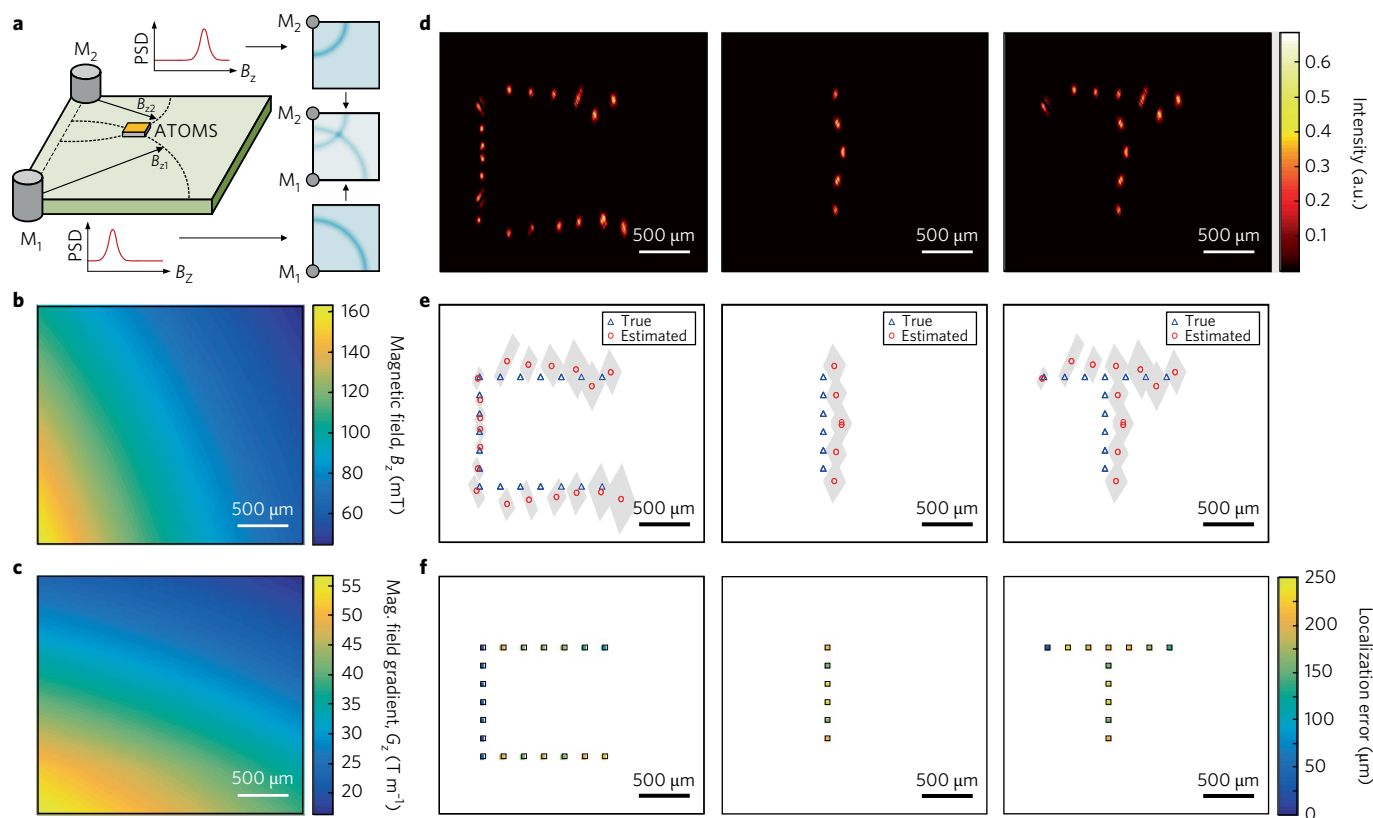 a
M2
PSD
Bz
M2
Bz2
ATOMS
Bz1
M1
M2
M1
PSD
BZ
M1
b
160
140
120
100
80
60
Magnetic field, Bz (mT)
500 µm
c
55
50
45
40
35
30
25
20
Mag. field gradient, Gz (T m⁻¹)
500 µm
d
500 µm
500 µm
500 µm
0.6
0.5
0.4
0.3
0.2
0.1
Intensity (a.u.)
e
True
Estimated
500 µm
True
Estimated
500 µm
True
Estimated
500 µm
f
500 µm
500 µm
500 µm
250
200
150
100
50
0
Localization error (µm)